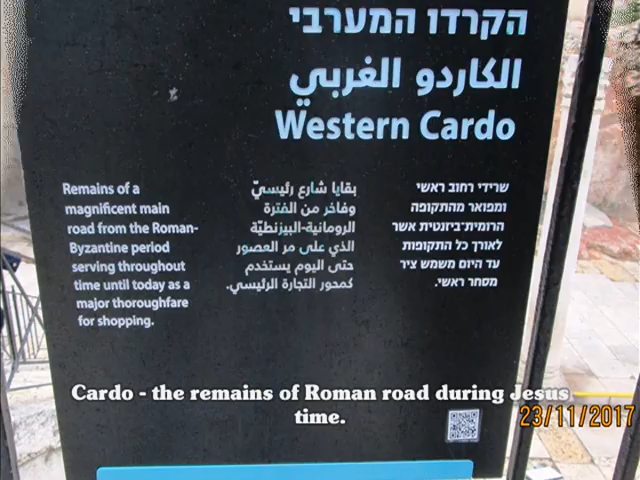 הקרדו המערבי
الكاردو الغربي
Western Cardo
Remains of a
magnificent main
road from the Roman-
Byzantine period
serving throughout
time until today as a
major thoroughfare
for shopping.
بقايا شارع رئيسيّ
وفاخر من الفترة
الرومانية-البيزنطيّة
الذي على مر العصور
حتى اليوم يستخدم
كمحور التجارة الرئيسي.
שרידי רחוב ראשי
ומפואר מהתקופה
הרומית־ביזנטית אשר
לאורך כל התקופות
עד היום משמש ציר
מסחר ראשי.
Cardo - the remains of Roman road during Jesus
time.
23/11/2017